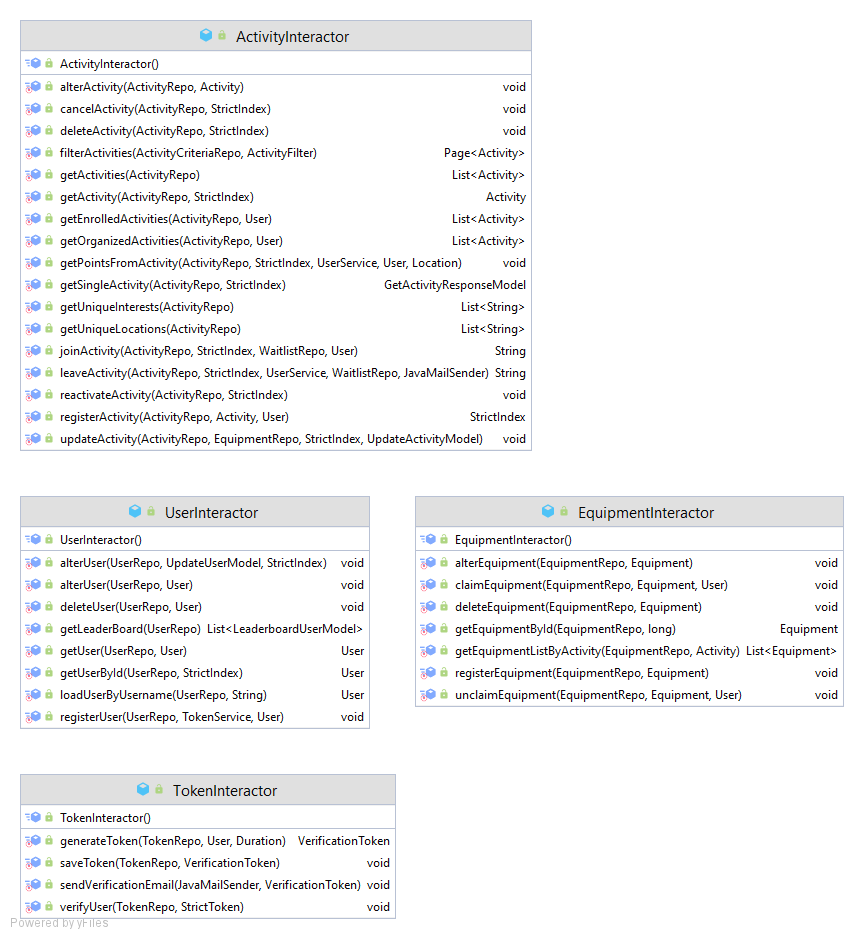 ActivityInteractor
ActivityInteractor()
alterActivity(ActivityRepo, Activity) void
cancelActivity(ActivityRepo, StrictIndex) void
deleteActivity(ActivityRepo, StrictIndex) void
filterActivities(ActivityCriteriaRepo, ActivityFilter) Page<Activity>
getActivities(ActivityRepo) List<Activity>
getActivity(ActivityRepo, StrictIndex) Activity
getEnrolledActivities(ActivityRepo, User) List<Activity>
getOrganizedActivities(ActivityRepo, User) List<Activity>
getPointsFromActivity(ActivityRepo, StrictIndex, UserService, User, Location) void
getSingleActivity(ActivityRepo, StrictIndex) GetActivityResponseModel
getUniqueInterests(ActivityRepo) List<String>
getUniqueLocations(ActivityRepo) List<String>
joinActivity(ActivityRepo, StrictIndex, WaitlistRepo, User) String
leaveActivity(ActivityRepo, StrictIndex, UserService, WaitlistRepo, JavaMailSender) String
reactivateActivity(ActivityRepo, StrictIndex) void
registerActivity(ActivityRepo, Activity, User) StrictIndex
updateActivity(ActivityRepo, EquipmentRepo, StrictIndex, UpdateActivityModel) void
UserInteractor
UserInteractor()
alterUser(UserRepo, UpdateUserModel, StrictIndex) void
alterUser(UserRepo, User) void
deleteUser(UserRepo, User) void
getLeaderBoard(UserRepo) List<LeaderboardUserModel>
getUser(UserRepo, User) User
getUserById(UserRepo, StrictIndex) User
loadUserByUsername(UserRepo, String) User
registerUser(UserRepo, TokenService, User) void
EquipmentInteractor
EquipmentInteractor()
alterEquipment(EquipmentRepo, Equipment) void
claimEquipment(EquipmentRepo, Equipment, User) void
deleteEquipment(EquipmentRepo, Equipment) void
getEquipmentById(EquipmentRepo, long) Equipment
getEquipmentListByActivity(EquipmentRepo, Activity) List<Equipment>
registerEquipment(EquipmentRepo, Equipment) void
unclaimEquipment(EquipmentRepo, Equipment, User) void
TokenInteractor
TokenInteractor()
generateToken(TokenRepo, User, Duration) VerificationToken
saveToken(TokenRepo, VerificationToken) void
sendVerificationEmail(JavaMailSender, VerificationToken) void
verifyUser(TokenRepo, StrictToken) void
Powered by yFiles